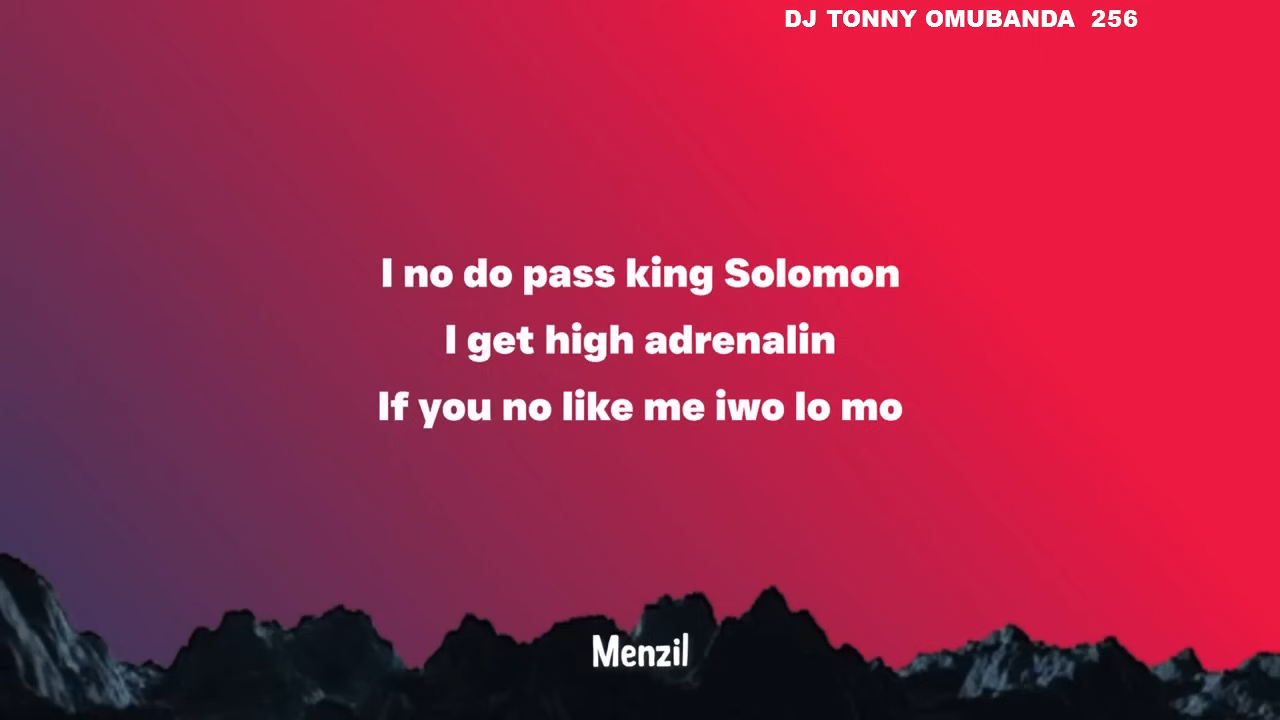 DJ TONNY OMUBANDA 256
I no do pass king Solomon
I get high adrenalin
If you no like me iwo lo mo
Menzil